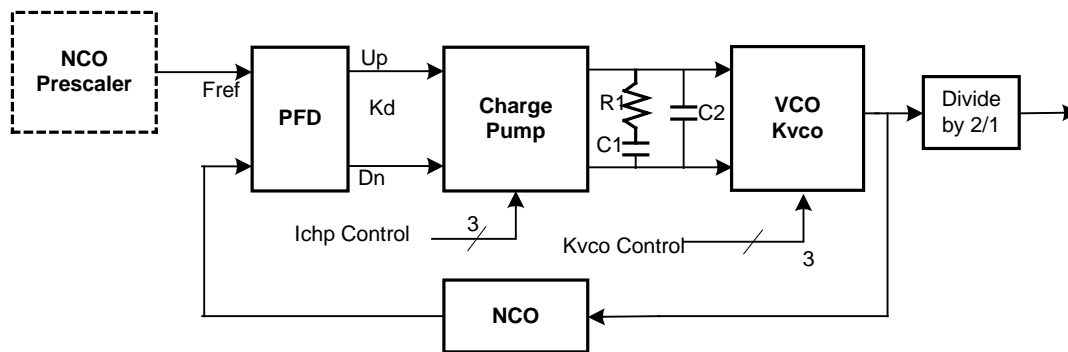 NCO
Prescaler
Fref
PFD
Up
Kd
Dn
Charge
Pump
R1
C1
C2
VCO
Kvco
Divide
by 2/1
Ichp Control
3
Kvco Control
3
NCO